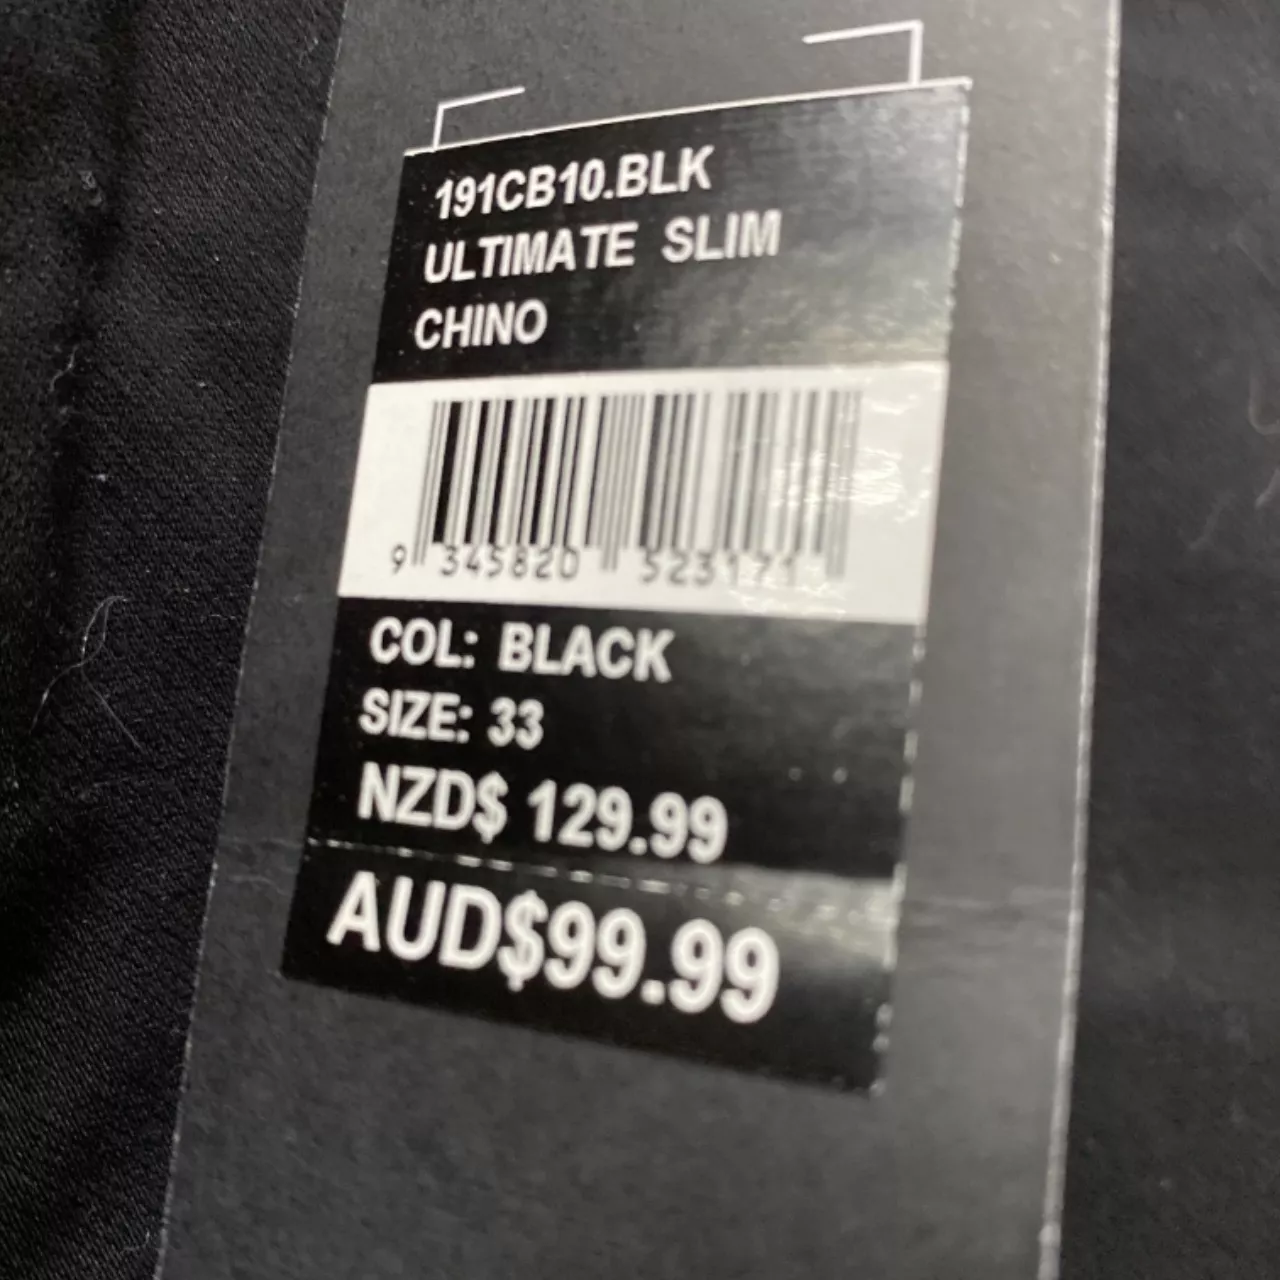 191CB10.BLK
ULTIMATE SLIM
CHINO
9 345820 523171
COL: BLACK
SIZE: 33
NZD$ 129.99
AUD$99.99